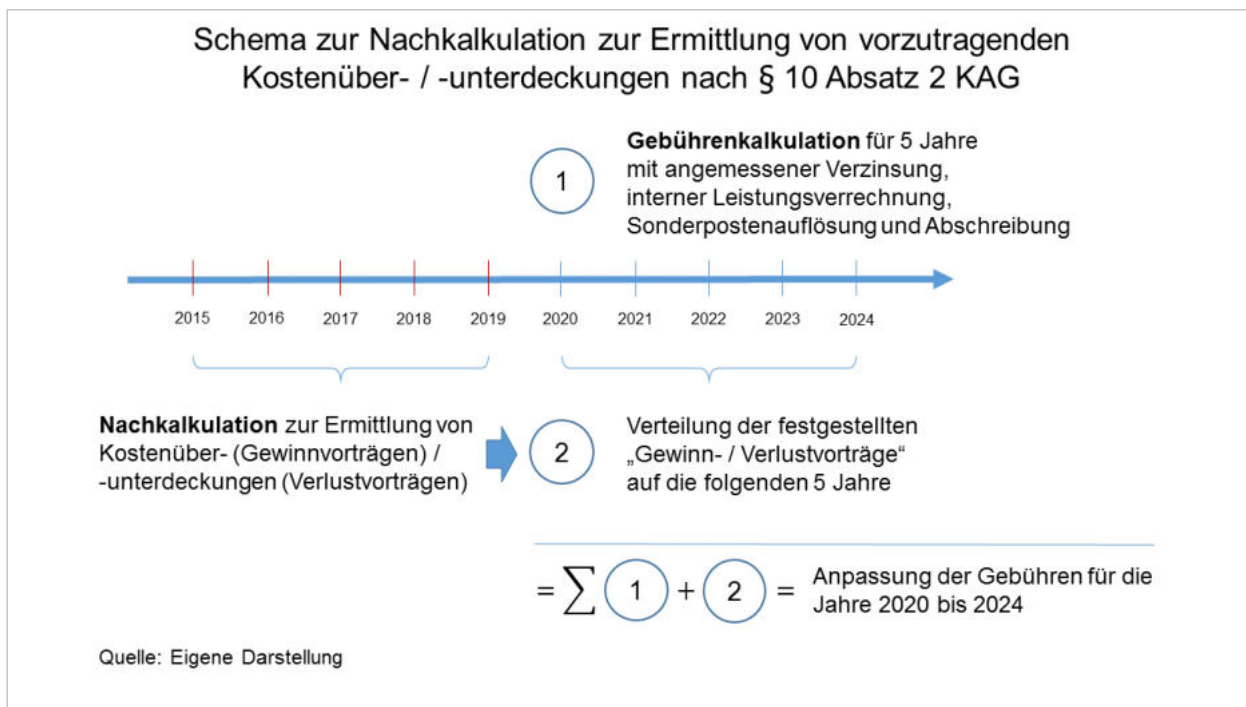 Schema zur Nachkalkulation zur Ermittlung von vorzutragenden
Kostenüber- / -unterdeckungen nach § 10 Absatz 2 KAG
1
Gebührenkalkulation für 5 Jahre
mit angemessener Verzinsung,
interner Leistungsverrechnung,
Sonderpostenauflösung und Abschreibung
2015 2016 2017 2018 2019 2020 2021 2022 2023 2024
Nachkalkulation zur Ermittlung von
Kostenüber- (Gewinnvorträgen) /
-unterdeckungen (Verlustvorträgen)
2
Verteilung der festgestellten
„Gewinn- / Verlustvorträge“
auf die folgenden 5 Jahre
= ∑ 1 + 2 = Anpassung der Gebühren für die
Jahre 2020 bis 2024
Quelle: Eigene Darstellung